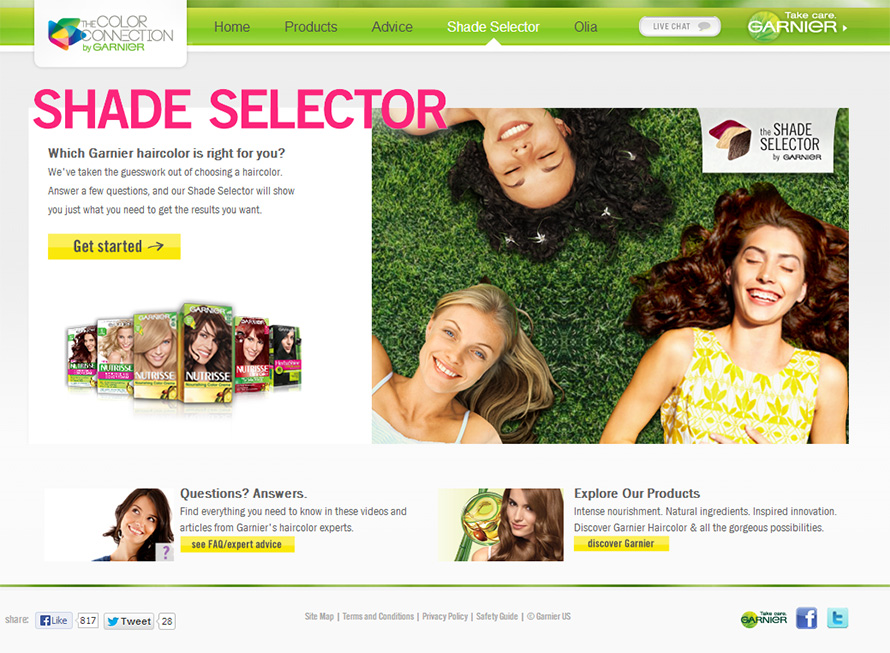 THE COLOR
CONNECTION
by GARNIER
Home
Products
Advice
Shade Selector
Olia
LIVE CHAT
Take care.
GARNIER
SHADE SELECTOR
Which Garnier haircolor is right for you?
We've taken the guesswork out of choosing a haircolor.
Answer a few questions, and our Shade Selector will show
you just what you need to get the results you want.
Get started
the SHADE
SELECTOR
by GARNIER
GARNIER
NUTRISSE
Nourishing Color Creme
GARNIER
NUTRISSE
NUTRISSE
NUTRISSE
Questions? Answers.
Find everything you need to know in these videos and
articles from Garnier's haircolor experts.
see FAQ/expert advice
?
Explore Our Products
Intense nourishment. Natural ingredients. Inspired innovation.
Discover Garnier Haircolor & all the gorgeous possibilities.
discover Garnier
share:
Like
817
Tweet
28
Site Map | Terms and Conditions | Privacy Policy | Safety Guide | © Garnier US
Take care.
GARNIER